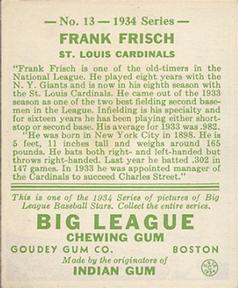 No. 13 — 1934 Series
FRANK FRISCH
ST. LOUIS CARDINALS
"Frank Frisch is one of the old-timers in the
National League. He played eight years with the
N. Y. Giants and is now in his eighth season with
the St. Louis Cardinals. He came out of the 1933
season as one of the two best fielding second base-
men in the League. Infielding is his specialty and
for sixteen years he has been playing either short-
stop or second base. His average for 1933 was .982.
"He was born in New York City in 1898. He is
5 feet, 11 inches tall and weighs around 165
pounds. He bats both right- and left-hand but
throws right-handed. Last year he batted .302 in
147 games. In 1933 he was appointed manager of
the Cardinals to succeed Charles Street."
This is one of the 1934 Series of pictures of Big
League Baseball Stars. Collect the entire series.
BIG LEAGUE
CHEWING GUM
GOUDEY GUM CO. BOSTON
Made by the originators of
INDIAN GUM